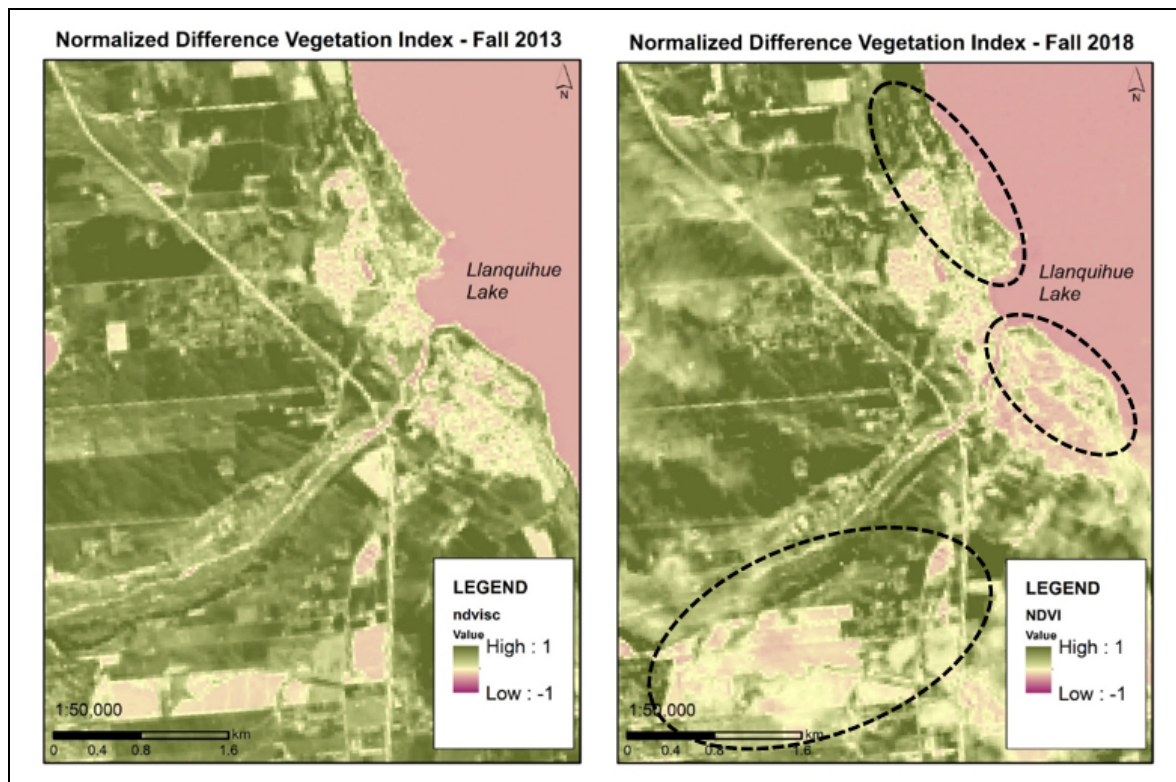 Normalized Difference Vegetation Index - Fall 2013
N
Llanquihue
Lake
LEGEND
ndvisc
Value
High : 1
Low : -1
1:50,000
km
0 0.4 0.8 1.6
Normalized Difference Vegetation Index - Fall 2018
N
Llanquihue
Lake
LEGEND
NDVI
Value
High : 1
Low : -1
1:50,000
km
0 0.4 0.8 1.6